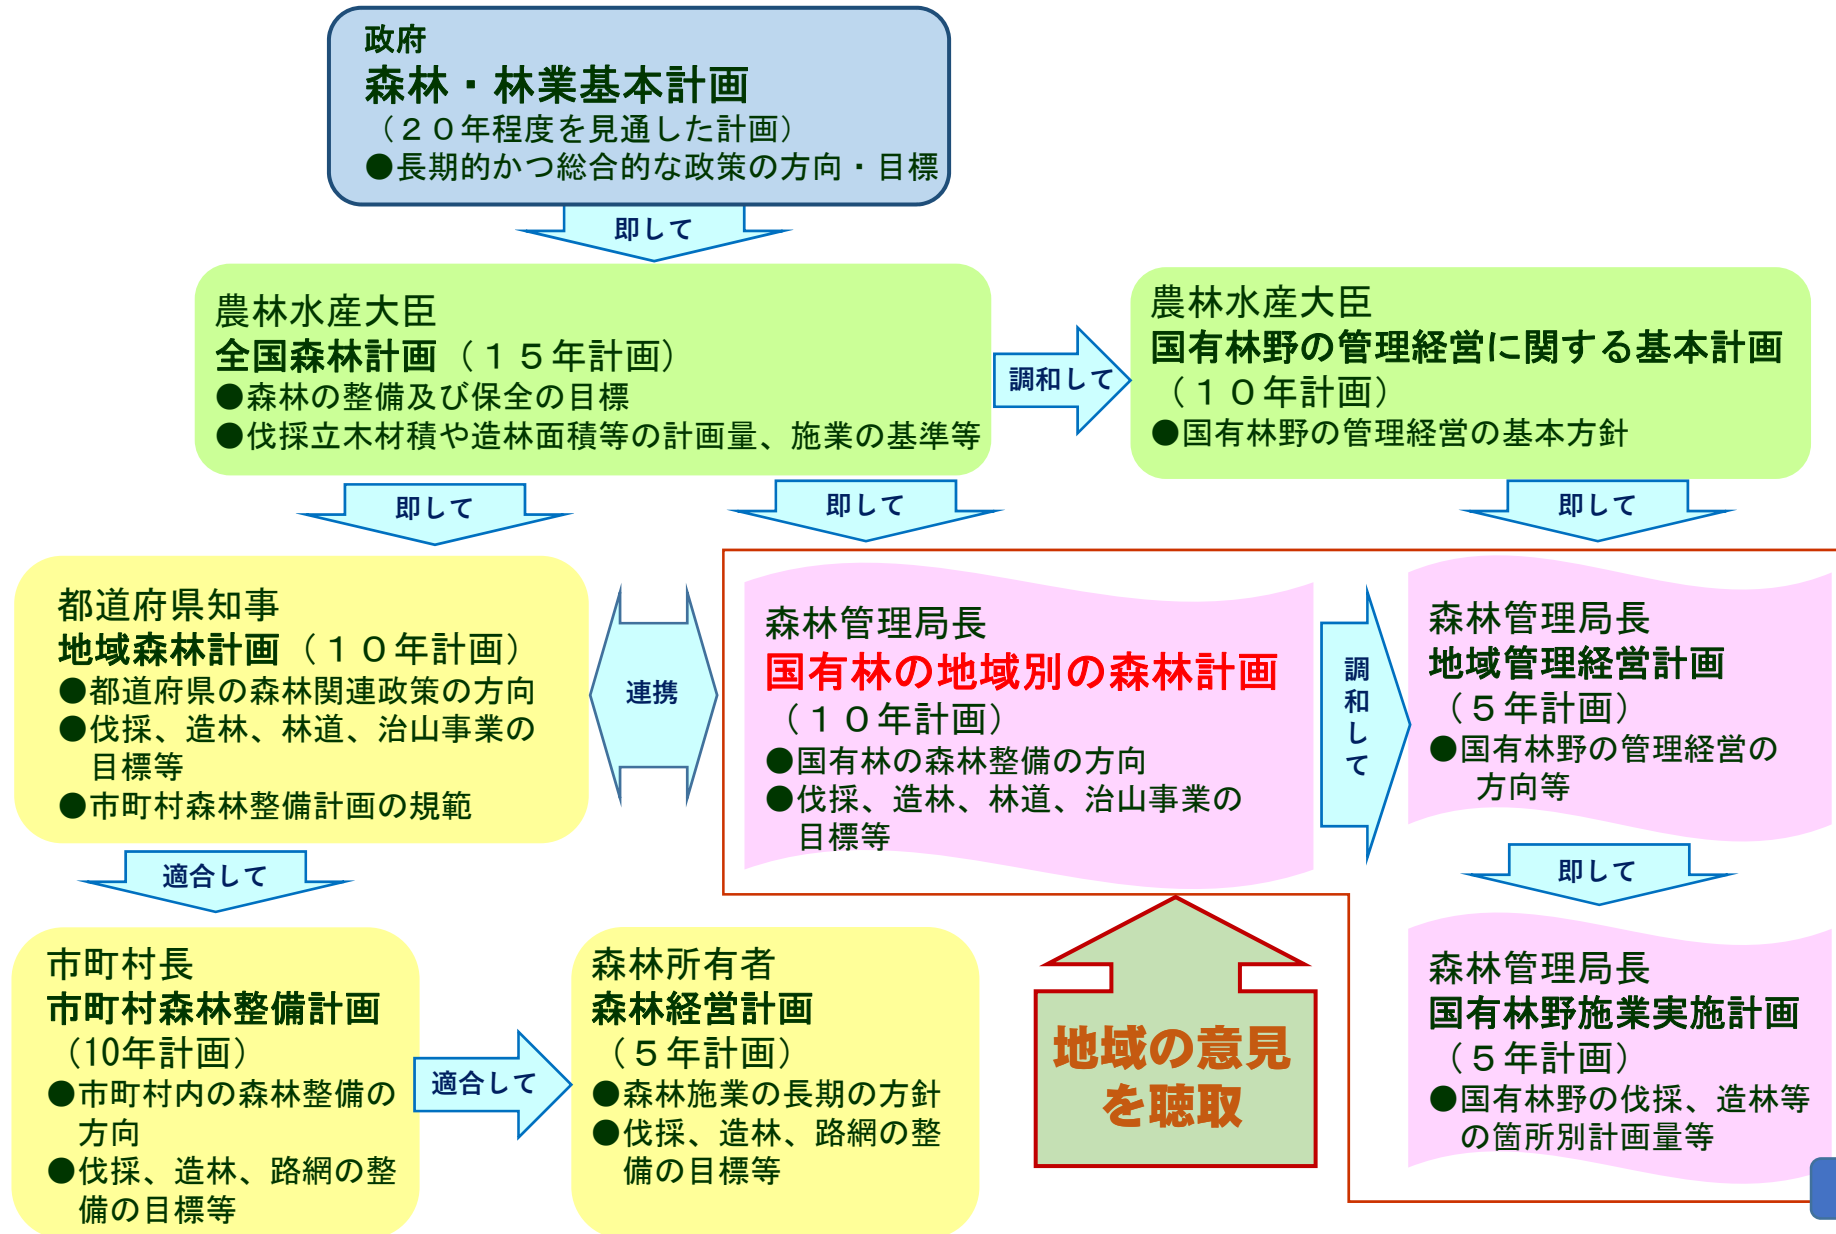 政府
森林・林業基本計画
（２０年程度を見通した計画）
●長期的かつ総合的な政策の方向・目標
即して
農林水産大臣
全国森林計画（１５年計画）
●森林の整備及び保全の目標
●伐採立木材積や造林面積等の計画量、施業の基準等
調和して
農林水産大臣
国有林野の管理経営に関する基本計画
（１０年計画）
●国有林野の管理経営の基本方針
即して
即して
即して
都道府県知事
地域森林計画（１０年計画）
●都道府県の森林関連政策の方向
●伐採、造林、林道、治山事業の
目標等
●市町村森林整備計画の規範
連携
森林管理局長
国有林の地域別の森林計画
（１０年計画）
●国有林の森林整備の方向
●伐採、造林、林道、治山事業の
目標等
調和して
森林管理局長
地域管理経営計画
（５年計画）
●国有林野の管理経営の
方向等
適合して
即して
市町村長
市町村森林整備計画
（10年計画）
●市町村内の森林整備の
方向
●伐採、造林、路網の整
備の目標等
適合して
森林所有者
森林経営計画
（５年計画）
●森林施業の長期の方針
●伐採、造林、路網の整
備の目標等
地域の意見
を聴取
森林管理局長
国有林野施業実施計画
（５年計画）
●国有林野の伐採、造林等
の箇所別計画量等